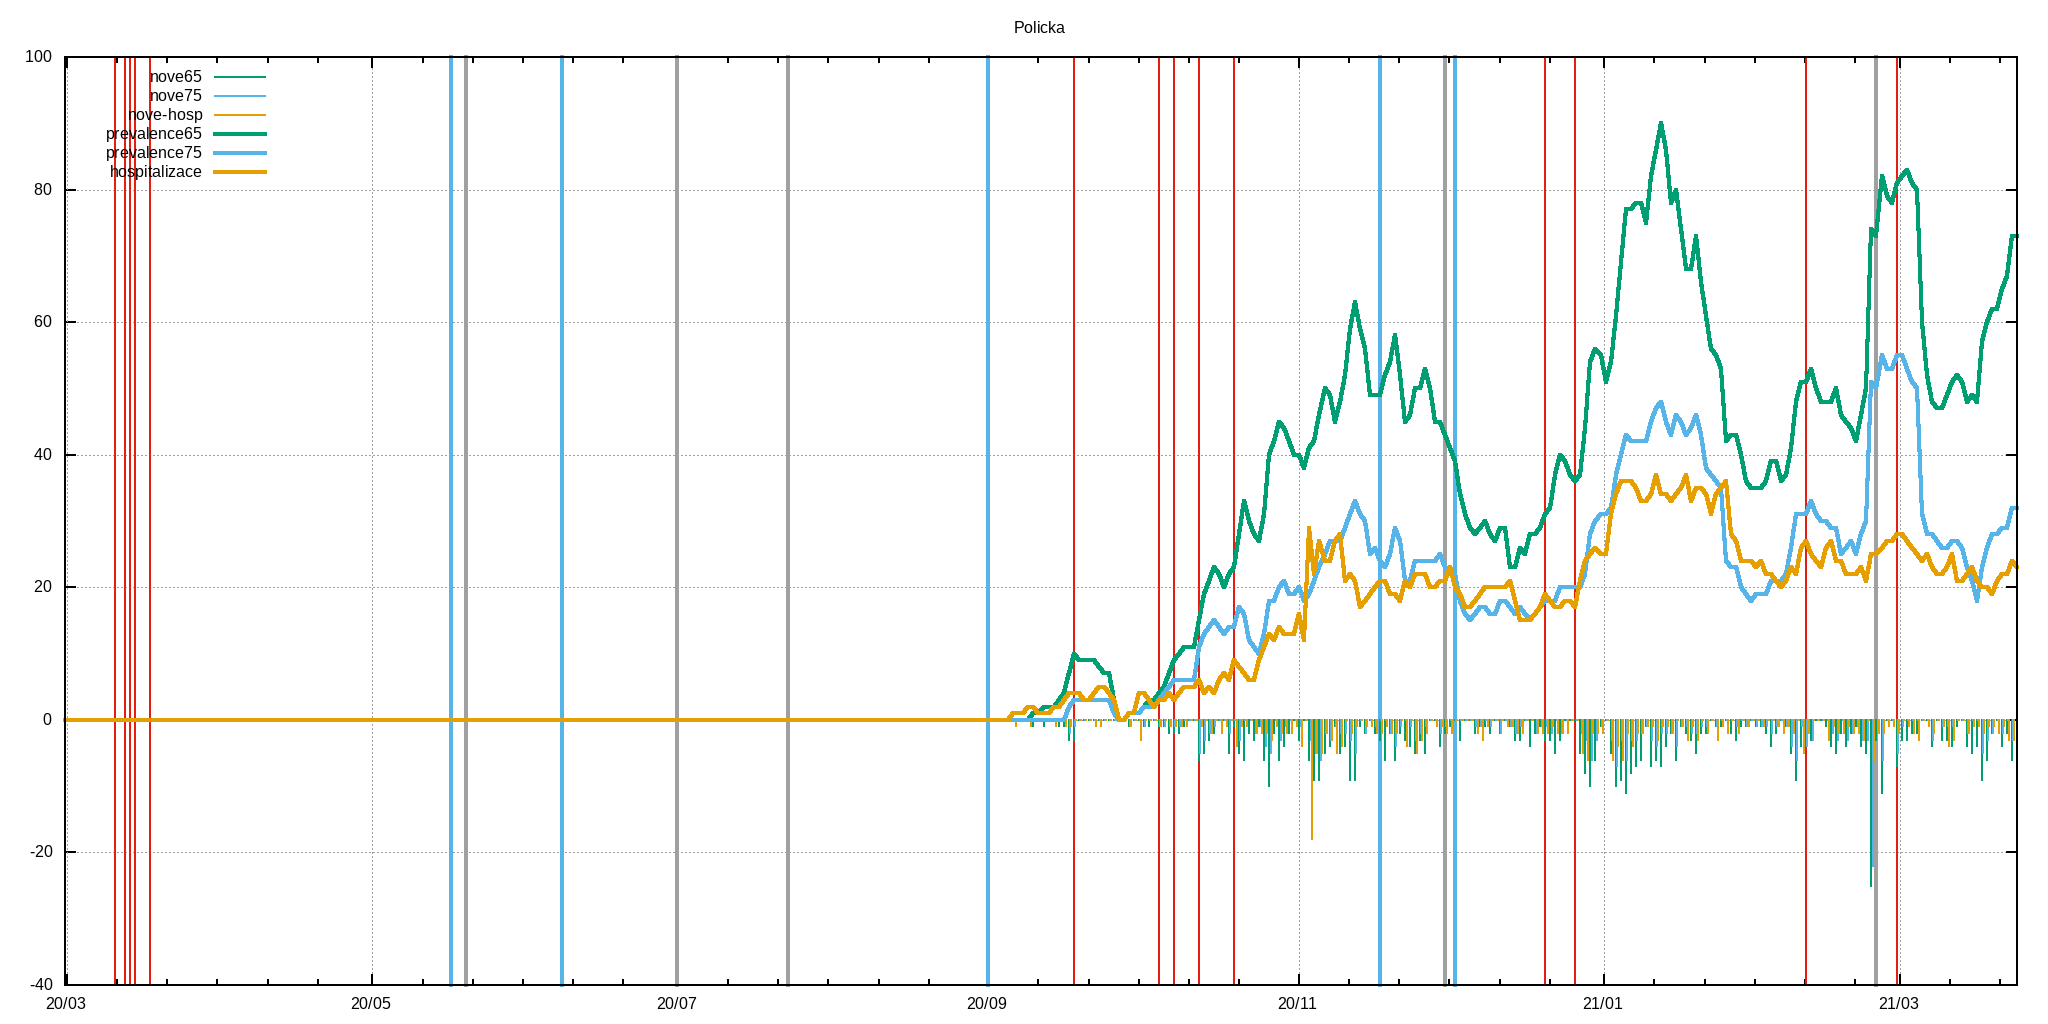 Policka
100
80
60
40
20
0
-20
-40
nove65
nove75
nove-hosp
prevalence65
prevalence75
hospitalizace
20/03 20/05 20/07 20/09 20/11 21/01 21/03